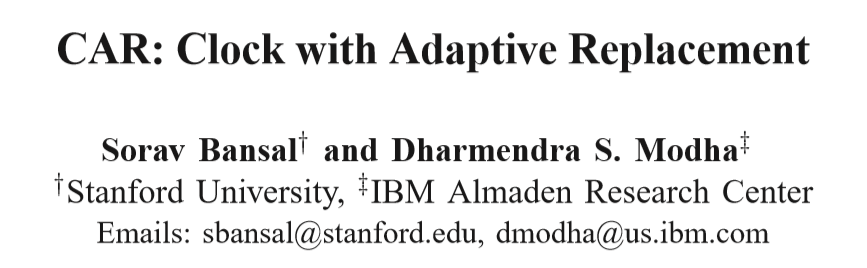 CAR: Clock with Adaptive Replacement
Sorav Bansal† and Dharmendra S. Modha‡
†Stanford University, ‡IBM Almaden Research Center
Emails: sbansal@stanford.edu, dmodha@us.ibm.com